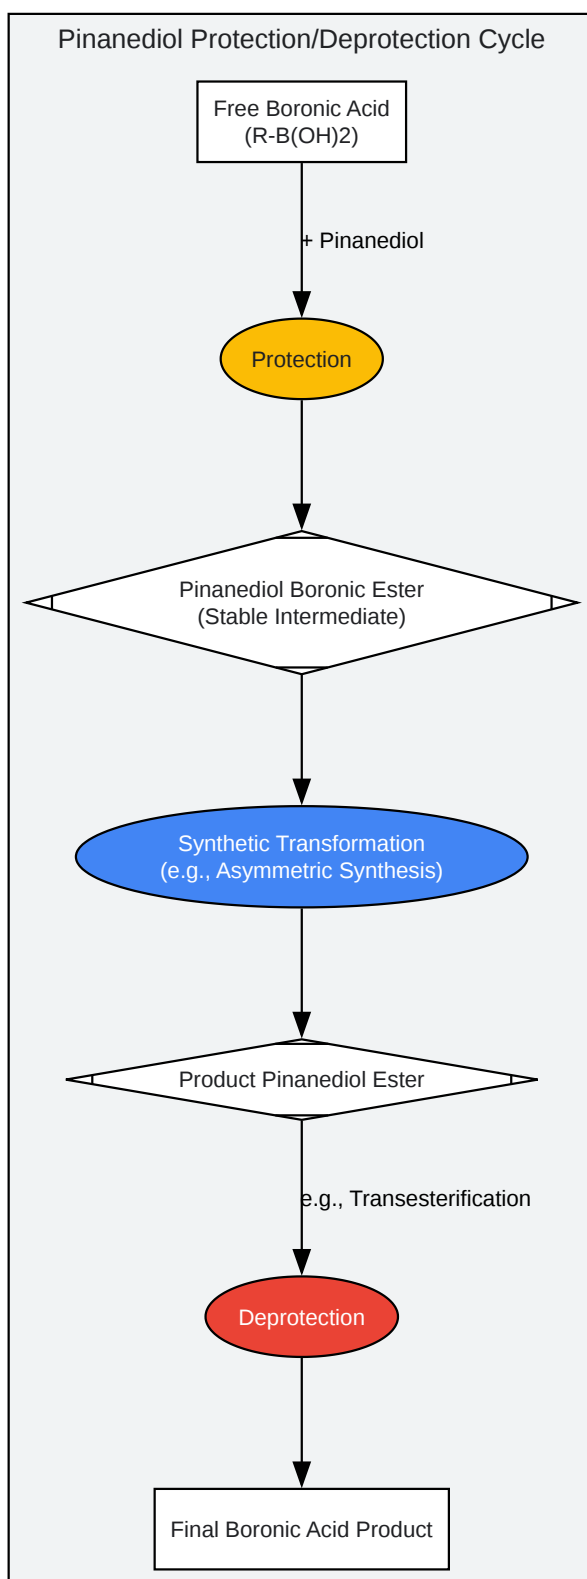 Pinanediol Protection/Deprotection Cycle
Free Boronic Acid
(R-B(OH)2)
+ Pinanediol
Protection
Pinanediol Boronic Ester
(Stable Intermediate)
Synthetic Transformation
(e.g., Asymmetric Synthesis)
Product Pinanediol Ester
e.g., Transesterification
Deprotection
Final Boronic Acid Product